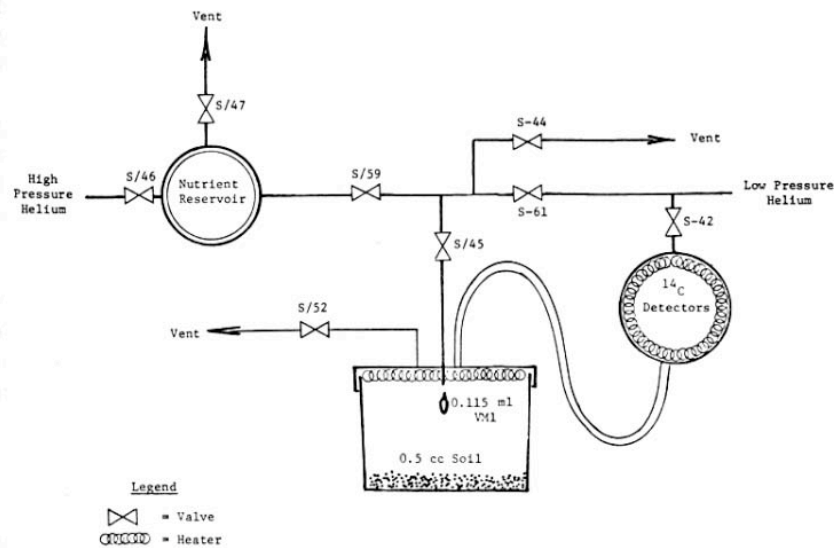 Vent
S/47
S-44
Vent
High
Pressure
Helium
S/46
Nutrient
Reservoir
S/59
S-61
Low Pressure
Helium
S/45
S-42
14C
Detectors
S/52
Vent
0.115 ml
VM1
0.5 cc Soil
Legend
= Valve
= Heater